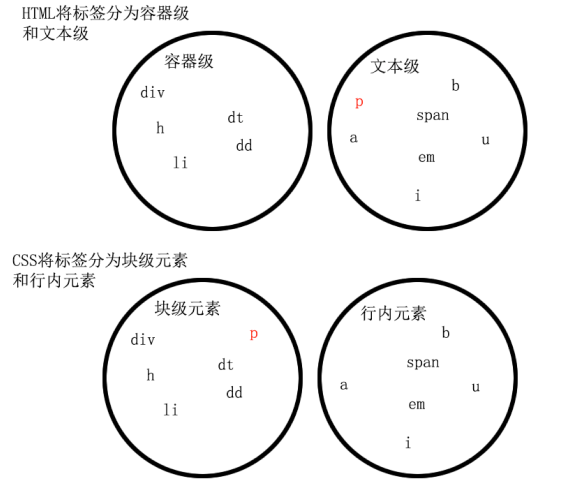 HTML将标签分为容器级
和文本级
容器级
div
h
dt
dd
li
文本级
b
p
span
a
u
em
i
CSS将标签分为块级元素
和行内元素
块级元素
p
div
dt
h
dd
li
行内元素
b
span
a
u
em
i